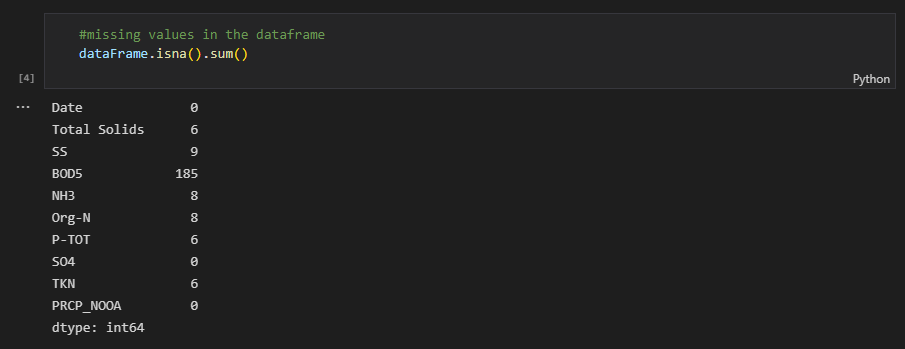 #missing values in the dataframe
dataFrame.isna().sum()
[4]
Python
...
Date 0
Total Solids 6
SS 9
BOD5 185
NH3 8
Org-N 8
P-TOT 6
SO4 0
TKN 6
PRCP_NOOA 0
dtype: int64